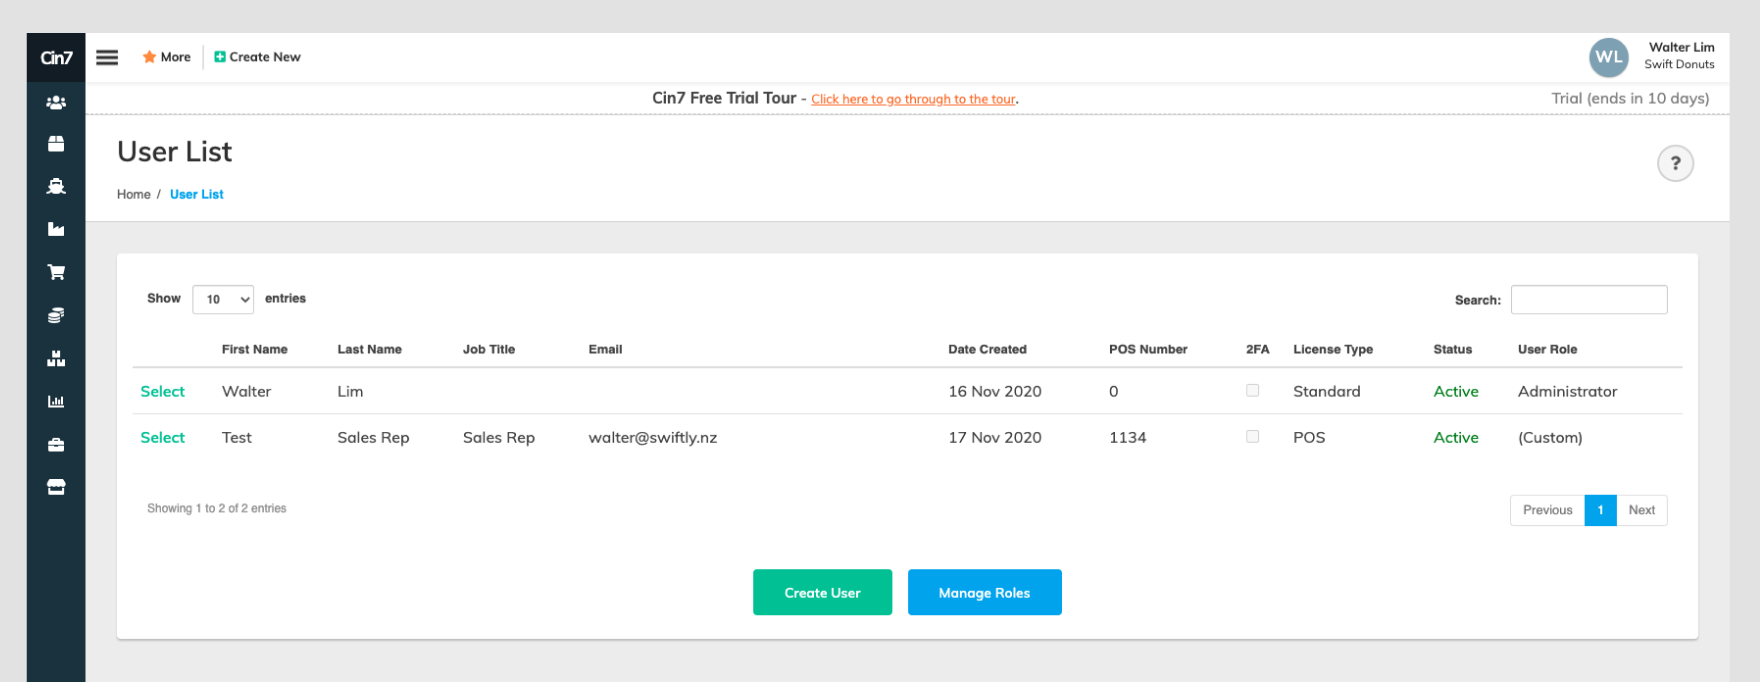 Cin7 More Create New WL Walter Lim
Swift Donuts
Cin7 Free Trial Tour - Click here to go through to the tour. Trial (ends in 10 days)
User List
?
Home / User List
Show 10 entries Search:
First Name Last Name Job Title Email Date Created POS Number 2FA License Type Status User Role
Select Walter Lim 16 Nov 2020 0 Standard Active Administrator
Select Test Sales Rep Sales Rep walter@swiftly.nz 17 Nov 2020 1134 POS Active (Custom)
Showing 1 to 2 of 2 entries Previous 1 Next
Create User Manage Roles